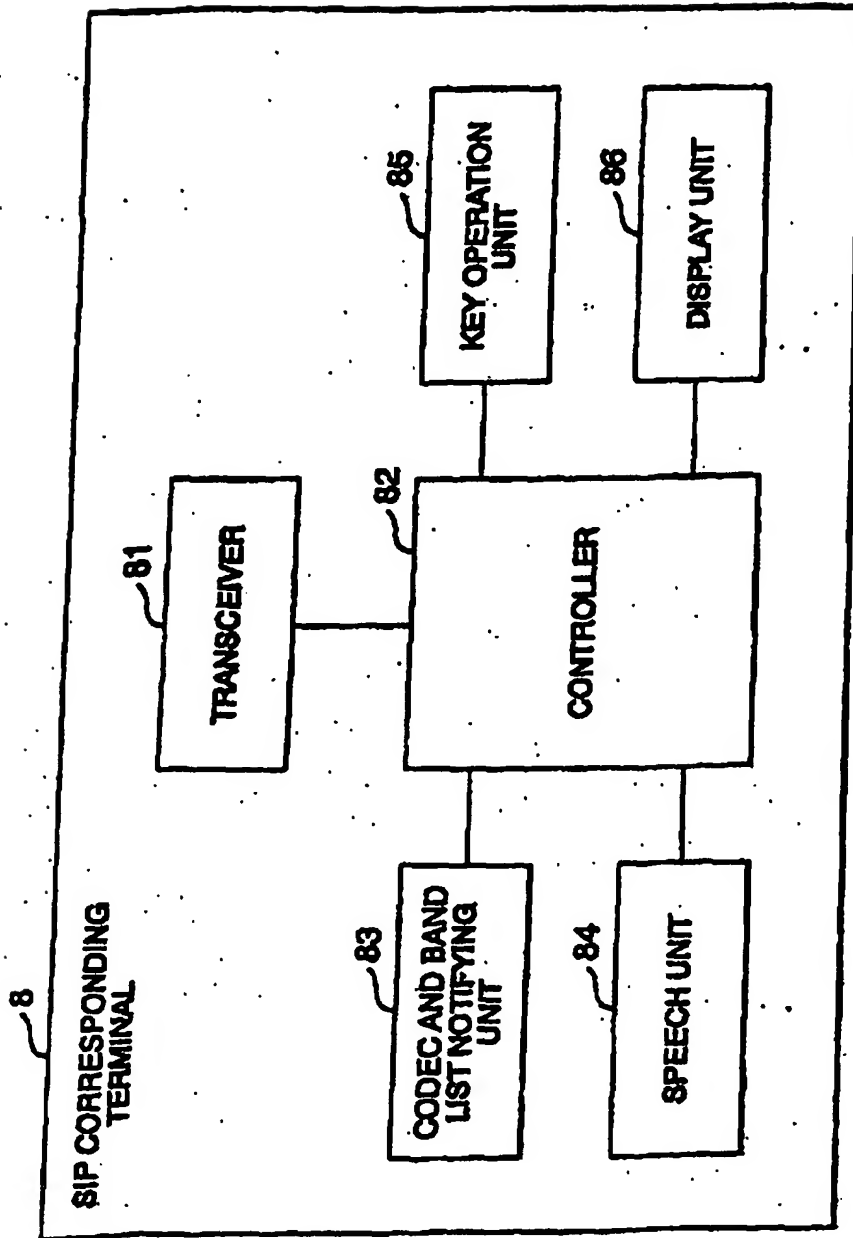 8
SIP CORRESPONDING
TERMINAL
81
TRANSCEIVER
82
CONTROLLER
83
CODEC AND BAND
LIST NOTIFYING
UNIT
84
SPEECH UNIT
85
KEY OPERATION
UNIT
86
DISPLAY UNIT